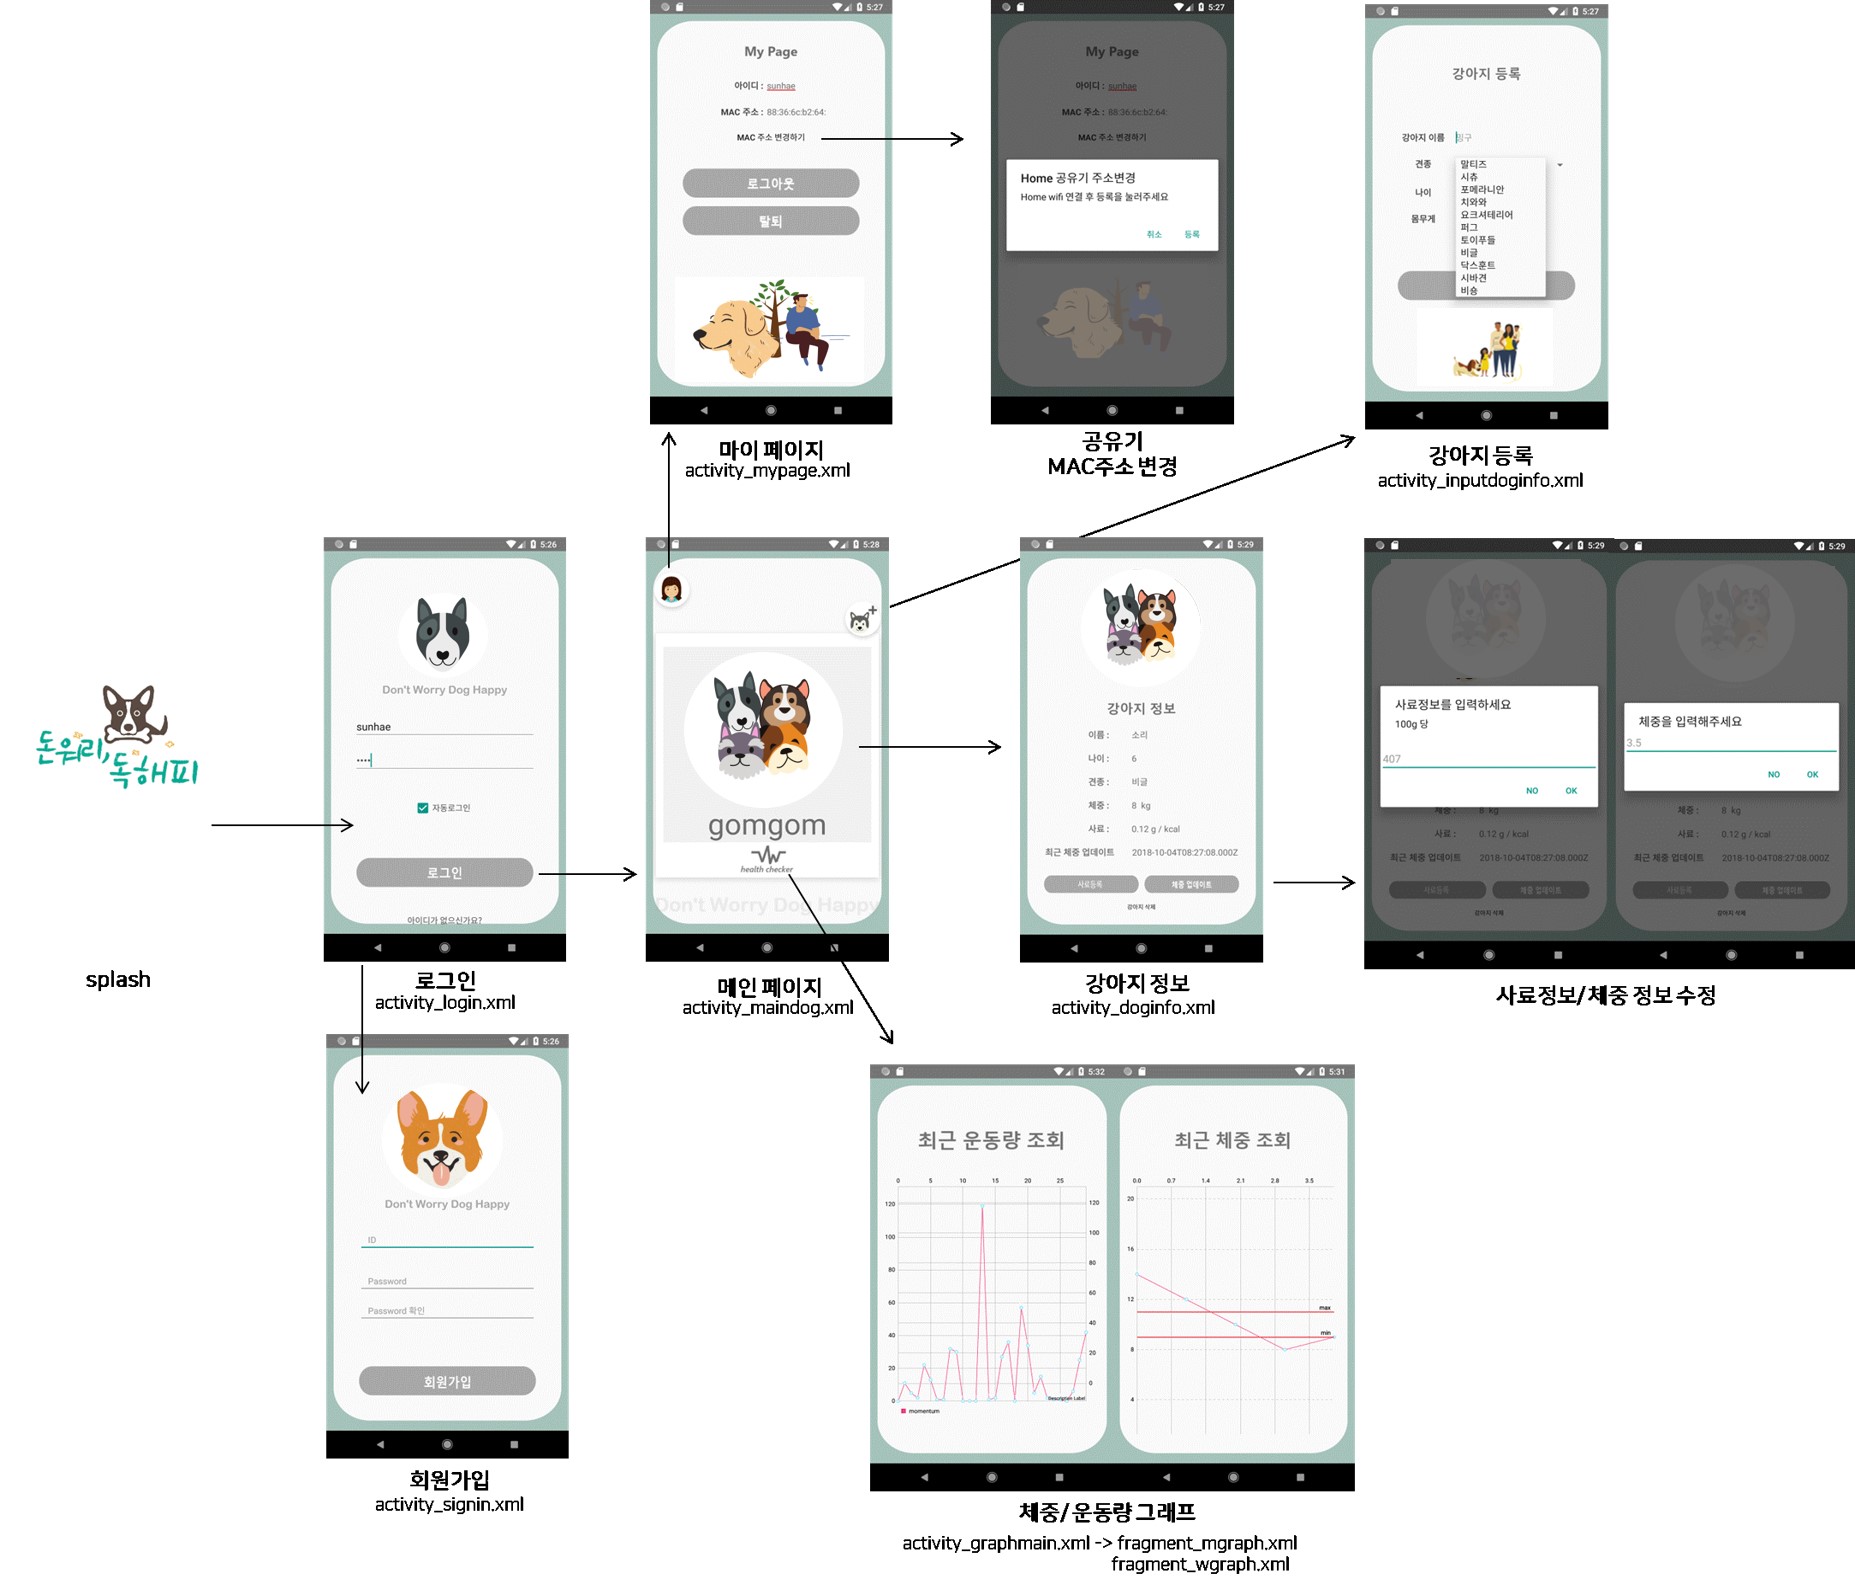 5:27
My Page
아이디 : sunhae
MAC 주소 : 88:36:6c:b2:64:
MAC 주소 변경하기
로그아웃
탈퇴
마이 페이지
activity_mypage.xml
5:27
My Page
아이디 : sunhae
MAC 주소 : 88:36:6c:b2:64:
MAC 주소 변경하기
Home 공유기 주소변경
Home wifi 연결 후 등록을 눌러주세요
취소 등록
공유기
MAC주소 변경
5:27
강아지 등록
강아지 이름
견종
나이
몸무게
말티즈
시츄
포메라니안
치와와
요크셔테리어
퍼그
토이푸들
비글
닥스훈트
시바견
비숑
강아지 등록
activity_inputdoginfo.xml
돈워리,
독해피
splash
5:26
Don't Worry Dog Happy
sunhae
자동로그인
로그인
아이디가 없으신가요?
로그인
activity_login.xml
5:28
gomgom
health checker
Don't Worry Dog Happy
메인 페이지
activity_maindog.xml
5:29
강아지 정보
이름 : 소리
나이 : 6
견종 : 비글
체중 : 8 kg
사료 : 0.12 g / kcal
최근 체중 업데이트 2018-10-04T08:27:08.000Z
사료등록 체중 업데이트
강아지 삭제
강아지 정보
activity_doginfo.xml
5:29
사료정보를 입력하세요
100g 당
407
NO OK
체중 : 8 kg
사료 : 0.12 g / kcal
최근 체중 업데이트 2018-10-04T08:27:08.000Z
사료등록 체중 업데이트
강아지 삭제
5:29
체중을 입력해주세요
3.5
NO OK
체중 : 8 kg
사료 : 0.12 g / kcal
최근 체중 업데이트 2018-10-04T08:27:08.000Z
사료등록 체중 업데이트
강아지 삭제
사료정보/체중 정보 수정
5:26
Don't Worry Dog Happy
ID
Password
Password 확인
회원가입
회원가입
activity_signin.xml
5:32
최근 운동량 조회
0 5 10 15 20 25
120 120
100 100
80 80
60 60
40 40
20 20
0 0
Description Label
momentum
5:31
최근 체중 조회
0.0 0.7 1.4 2.1 2.8 3.5
20
16
12
max
min
8
4
체중/운동량 그래프
activity_graphmain.xml -> fragment_mgraph.xml
fragment_wgraph.xml